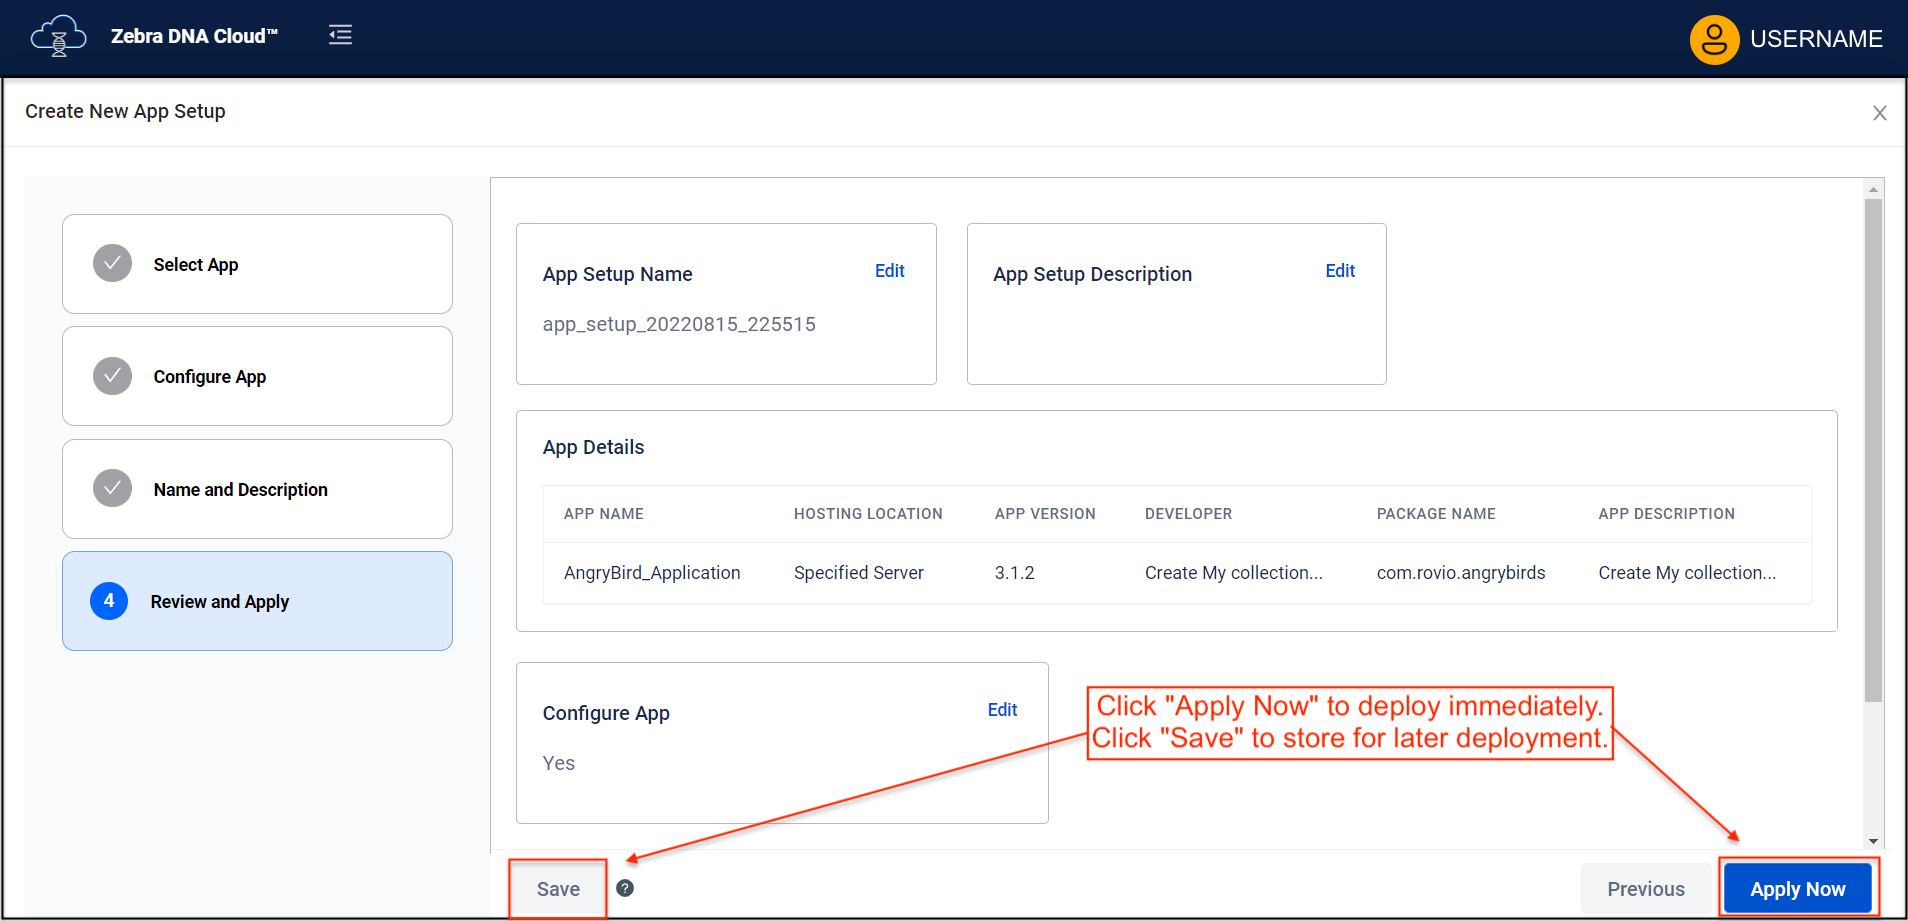 Zebra DNA Cloud™
USERNAME
Create New App Setup
Select App
Configure App
Name and Description
4
Review and Apply
App Setup Name
Edit
app_setup_20220815_225515
App Setup Description
Edit
App Details
APP NAME HOSTING LOCATION APP VERSION DEVELOPER PACKAGE NAME APP DESCRIPTION
AngryBird_Application Specified Server 3.1.2 Create My collection... com.rovio.angrybirds Create My collection...
Configure App
Edit
Yes
Click "Apply Now" to deploy immediately.
Click "Save" to store for later deployment.
Save
?
Previous
Apply Now